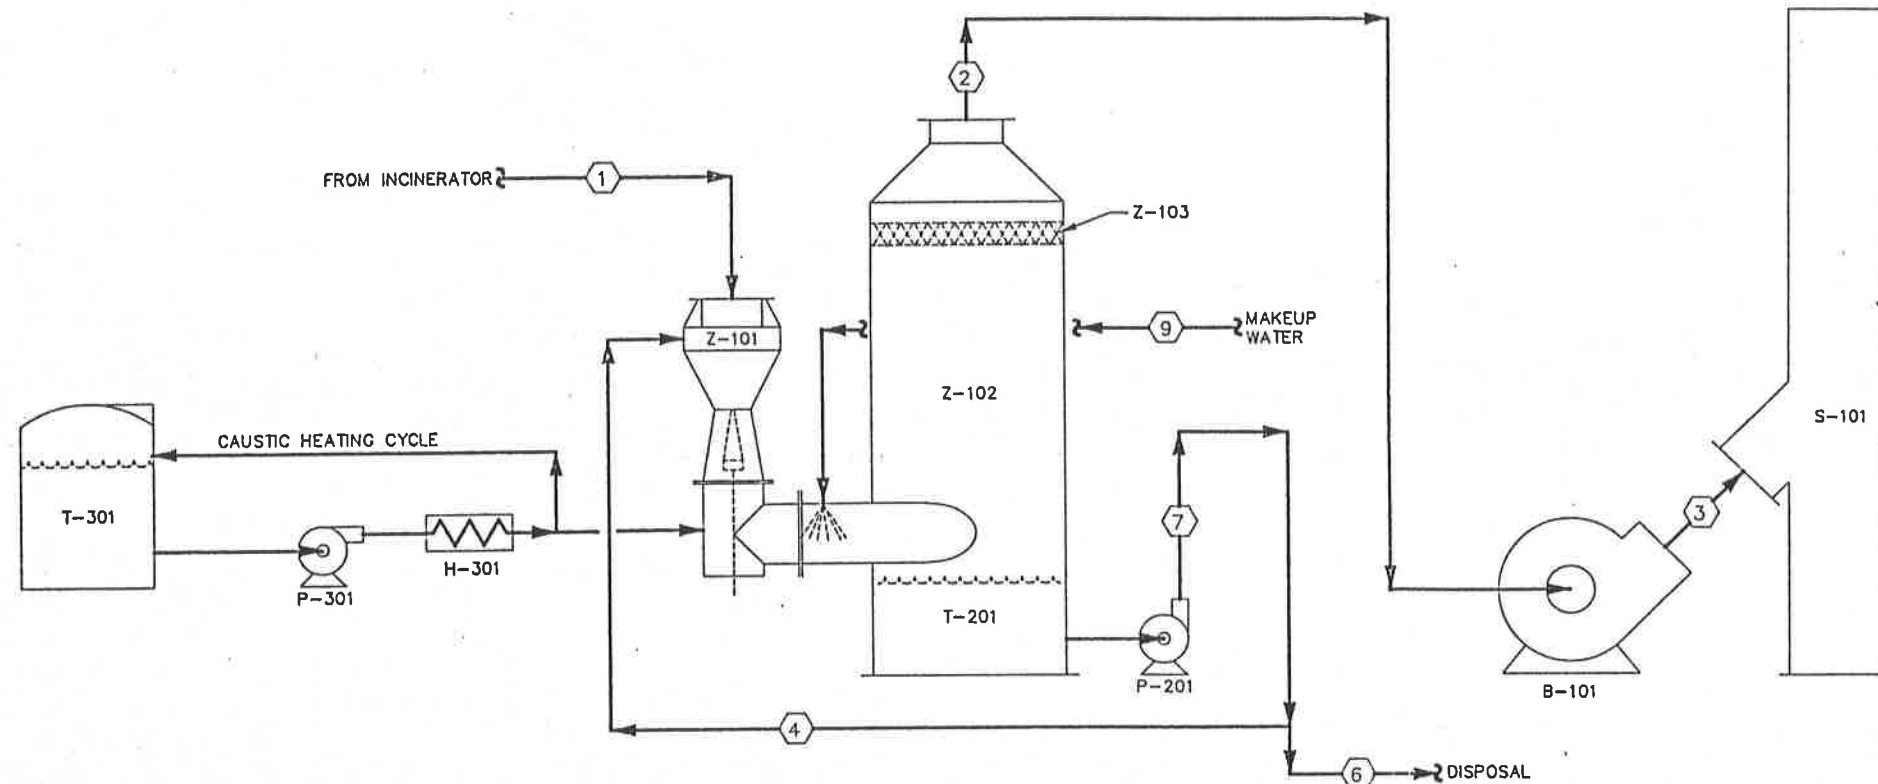 2
FROM INCINERATOR
1
Z-103
Z-101
9
MAKEUP
WATER
Z-102
S-101
CAUSTIC HEATING CYCLE
T-301
7
3
H-301
P-301
T-201
P-201
B-101
4
6
DISPOSAL